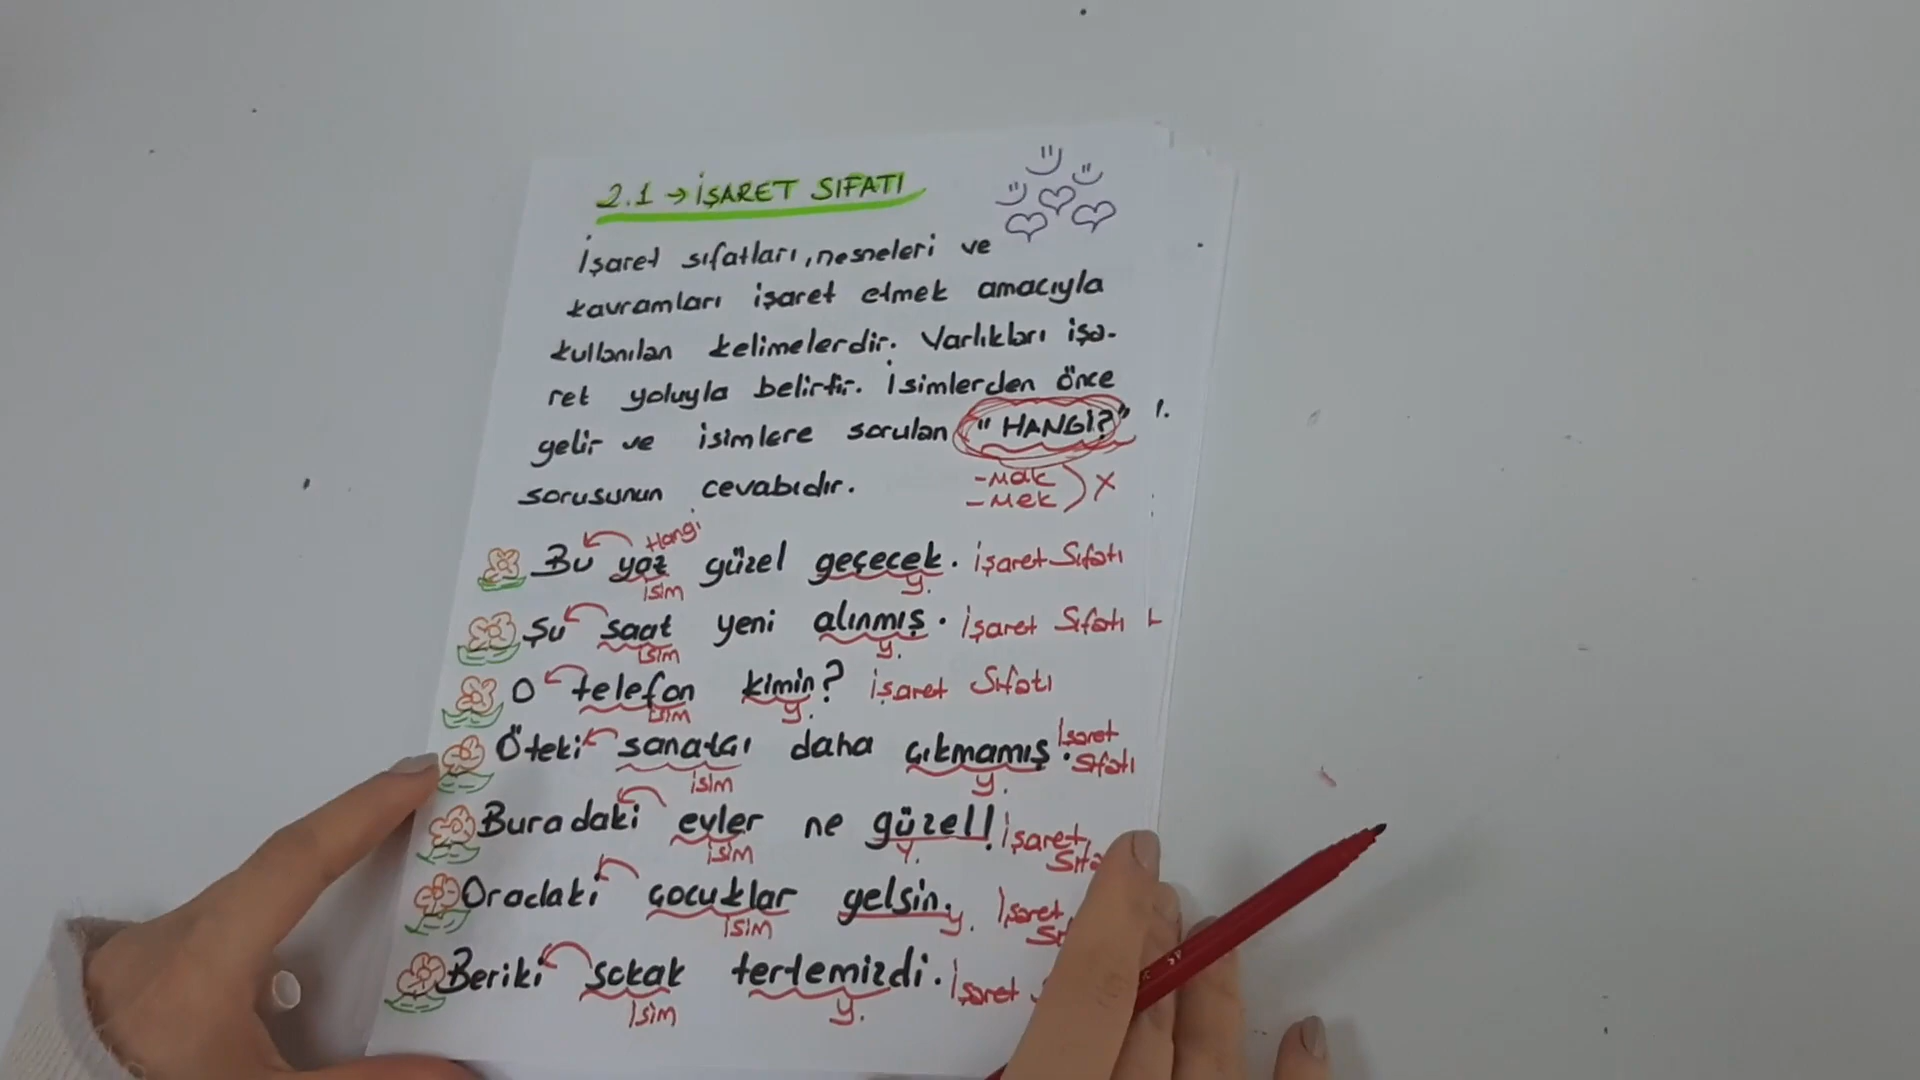 2.1 → İŞARET SIFATI
İşaret sıfatları, nesneleri ve
kavramları işaret etmek amacıyla
kullanılan kelimelerdir. Varlıkları işa-
ret yoluyla belirtir. İsimlerden önce
gelir ve isimlere sorulan "HANGİ?"
sorusunun cevabıdır.
-mak
-mek ) X
Hangi
Bu yaz güzel geçecek. İşaret Sıfatı
isim y.
Şu saat yeni alınmış. İşaret Sıfatı
isim y.
O telefon kimin? İşaret Sıfatı
isim y.
Öteki sanatçı daha çıkmamış. İşaret Sıfatı
isim y.
Buradaki evler ne güzel! İşaret
isim y.
Oradaki çocuklar gelsin. İşaret
isim y.
Beriki sokak tertemizdi. İşaret
isim y.